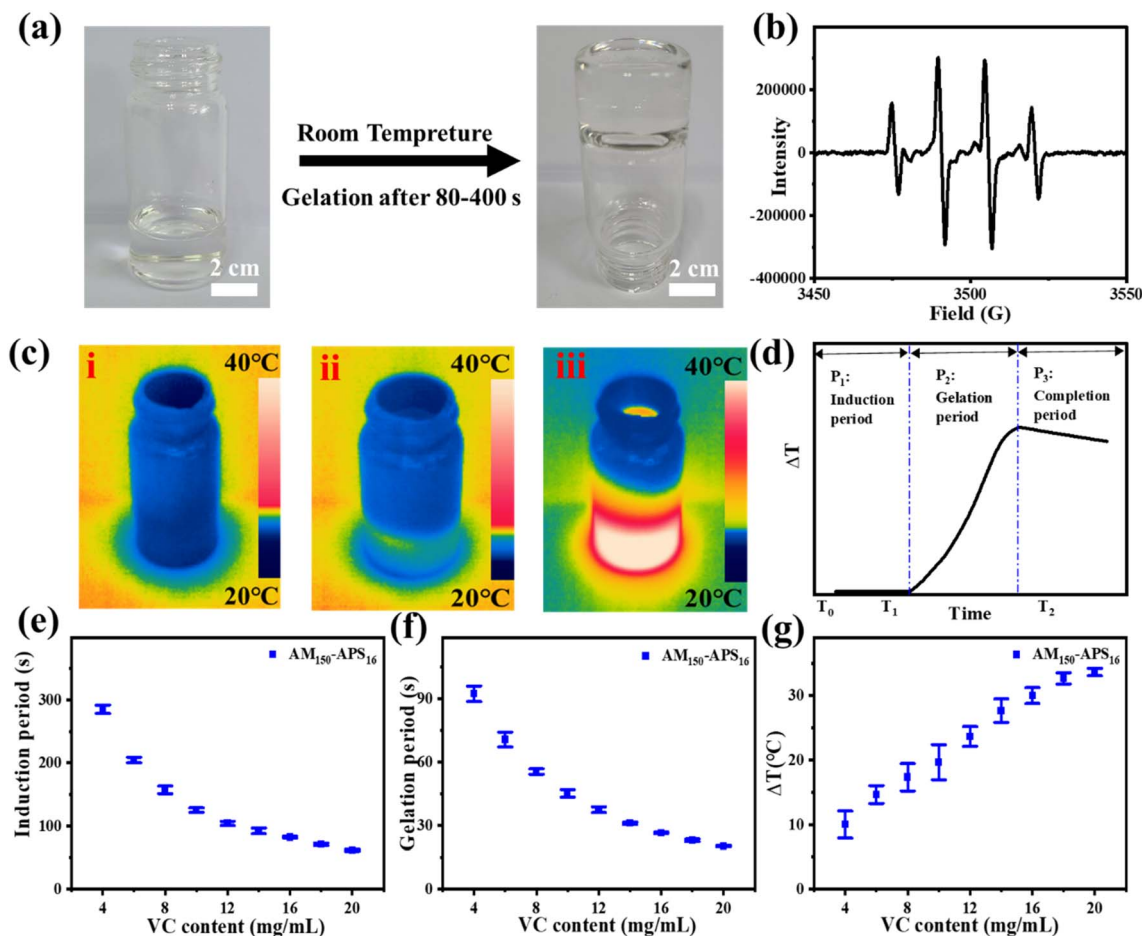 (a)
Room Tempreture
Gelation after 80-400 s
2 cm
2 cm
(b)
Intensity
200000
0
-200000
-400000
3450
3500
3550
Field (G)
(c)
i
40°C
20°C
ii
40°C
20°C
iii
40°C
20°C
(d)
P1:
Induction
period
P2:
Gelation
period
P3:
Completion
period
ΔT
T0
T1
Time
T2
(e)
AM150-APS16
Induction period (s)
300
200
100
0
4
8
12
16
20
VC content (mg/mL)
(f)
AM150-APS16
Gelation period (s)
90
60
30
0
4
8
12
16
20
VC content (mg/mL)
(g)
AM150-APS16
ΔT(°C)
30
20
10
0
4
8
12
16
20
VC content (mg/mL)